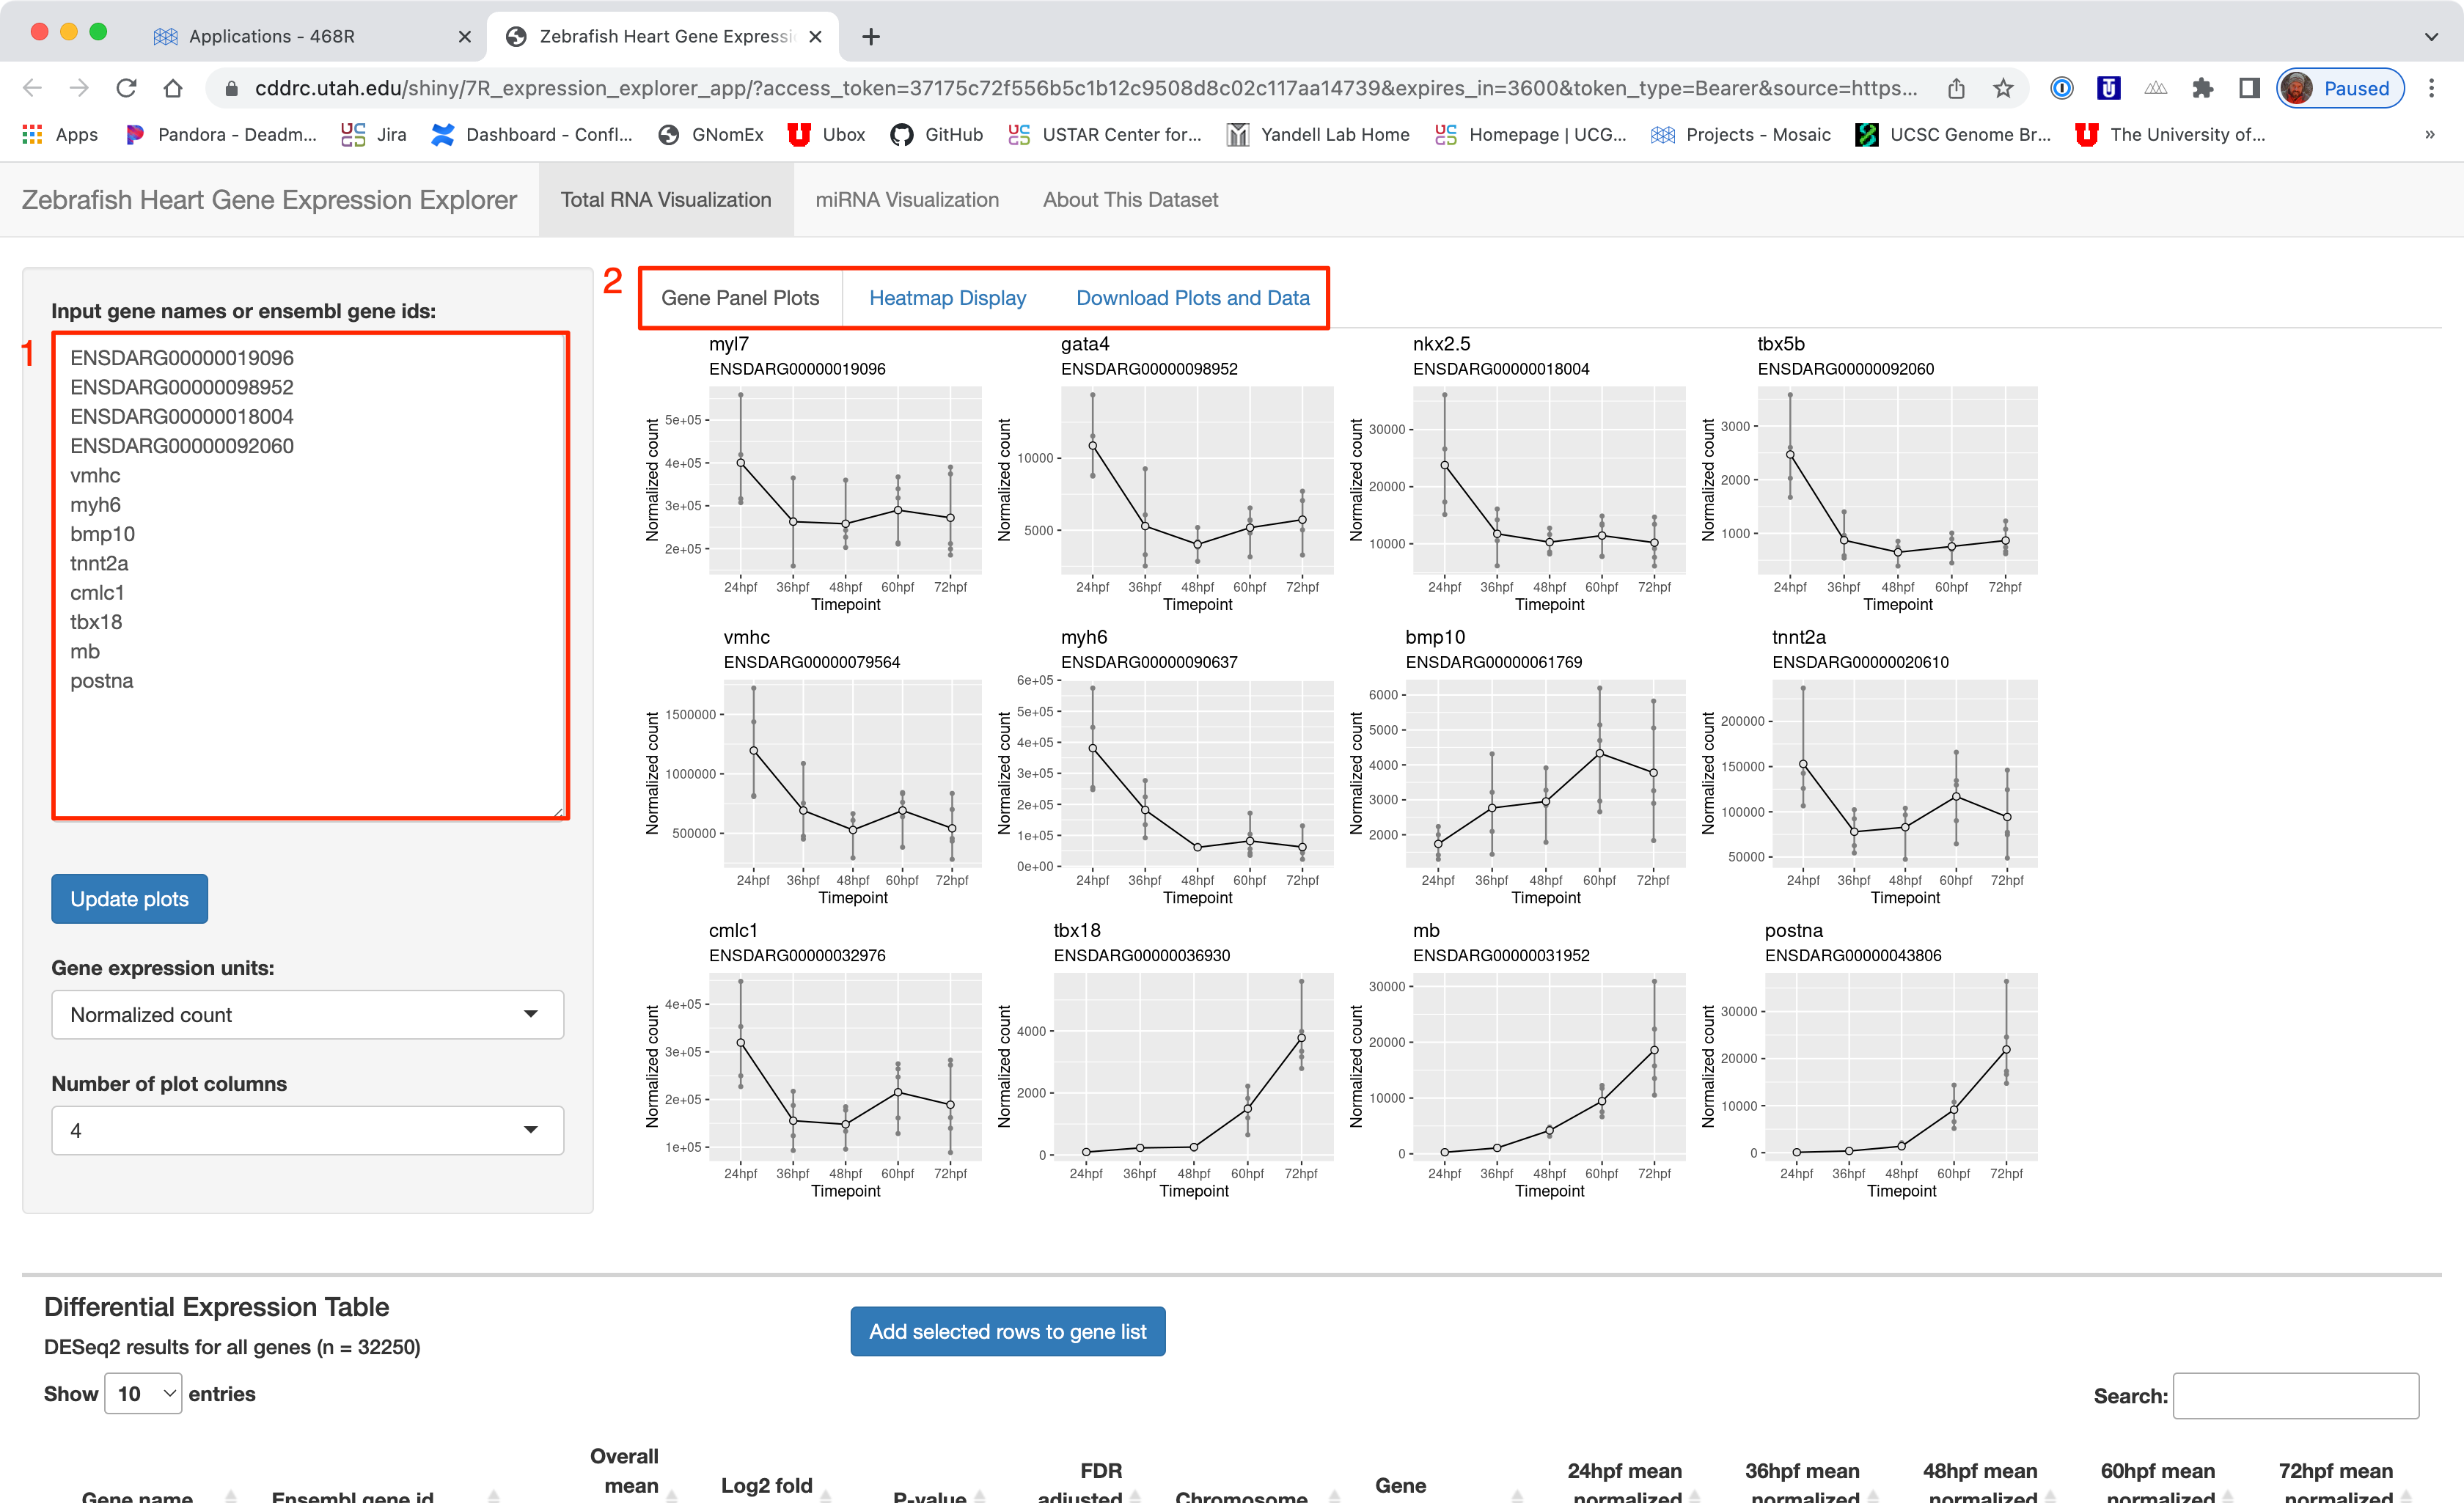 Applications - 468R
Zebrafish Heart Gene Expressi
cddrc.utah.edu/shiny/7R_expression_explorer_app/?access_token=37175c72f556b5c1b12c9508d8c02c117aa14739&expires_in=3600&token_type=Bearer&source=https...
Paused
Apps
Pandora - Deadm...
Jira
Dashboard - Confl...
GNomEx
Ubox
GitHub
USTAR Center for...
Yandell Lab Home
Homepage | UCG...
Projects - Mosaic
UCSC Genome Br...
The University of...
»
Zebrafish Heart Gene Expression Explorer
Total RNA Visualization
miRNA Visualization
About This Dataset
Input gene names or ensembl gene ids:
1
ENSDARG00000019096
ENSDARG00000098952
ENSDARG00000018004
ENSDARG00000092060
vmhc
myh6
bmp10
tnnt2a
cmlc1
tbx18
mb
postna
Update plots
Gene expression units:
Normalized count
Number of plot columns
4
2
Gene Panel Plots
Heatmap Display
Download Plots and Data
myl7
ENSDARG00000019096
Normalized count
5e+05
4e+05
3e+05
2e+05
24hpf 36hpf 48hpf 60hpf 72hpf
Timepoint
gata4
ENSDARG00000098952
Normalized count
10000
5000
24hpf 36hpf 48hpf 60hpf 72hpf
Timepoint
nkx2.5
ENSDARG00000018004
Normalized count
30000
20000
10000
24hpf 36hpf 48hpf 60hpf 72hpf
Timepoint
tbx5b
ENSDARG00000092060
Normalized count
3000
2000
1000
24hpf 36hpf 48hpf 60hpf 72hpf
Timepoint
vmhc
ENSDARG00000079564
Normalized count
1500000
1000000
500000
24hpf 36hpf 48hpf 60hpf 72hpf
Timepoint
myh6
ENSDARG00000090637
Normalized count
6e+05
5e+05
4e+05
3e+05
2e+05
1e+05
0e+00
24hpf 36hpf 48hpf 60hpf 72hpf
Timepoint
bmp10
ENSDARG00000061769
Normalized count
6000
5000
4000
3000
2000
24hpf 36hpf 48hpf 60hpf 72hpf
Timepoint
tnnt2a
ENSDARG00000020610
Normalized count
200000
150000
100000
50000
24hpf 36hpf 48hpf 60hpf 72hpf
Timepoint
cmlc1
ENSDARG00000032976
Normalized count
4e+05
3e+05
2e+05
1e+05
24hpf 36hpf 48hpf 60hpf 72hpf
Timepoint
tbx18
ENSDARG00000036930
Normalized count
4000
2000
0
24hpf 36hpf 48hpf 60hpf 72hpf
Timepoint
mb
ENSDARG00000031952
Normalized count
30000
20000
10000
0
24hpf 36hpf 48hpf 60hpf 72hpf
Timepoint
postna
ENSDARG00000043806
Normalized count
30000
20000
10000
0
24hpf 36hpf 48hpf 60hpf 72hpf
Timepoint
Differential Expression Table
DESeq2 results for all genes (n = 32250)
Add selected rows to gene list
Show 10 entries
Search:
Gene name
Ensembl gene id
Overall
mean
Log2 fold
P-value
FDR
adjusted
Chromosome
Gene
24hpf mean
normalized
36hpf mean
normalized
48hpf mean
normalized
60hpf mean
normalized
72hpf mean
normalized